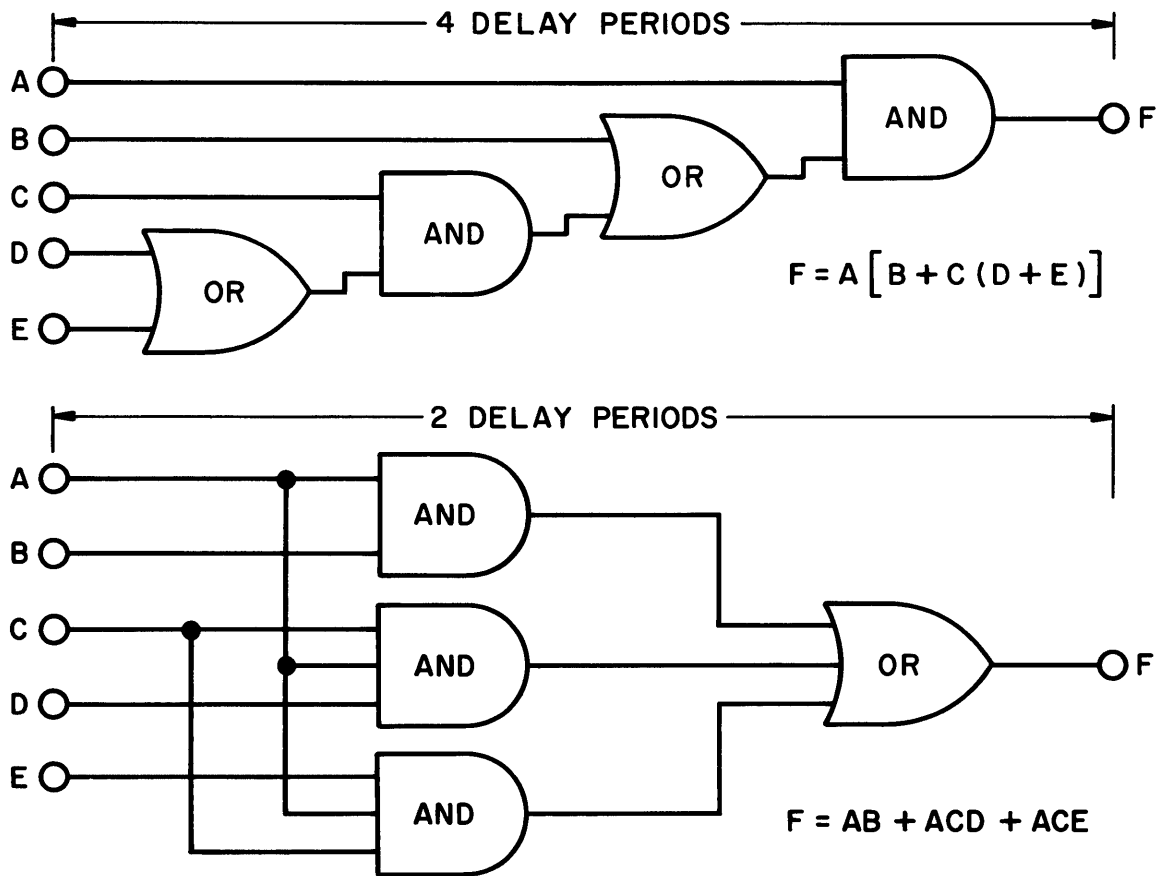 4 DELAY PERIODS
A
B
C
D
E
OR
AND
OR
AND
F
F = A [B + C (D + E)]
2 DELAY PERIODS
A
B
C
D
E
AND
AND
AND
OR
F
F = AB + ACD + ACE